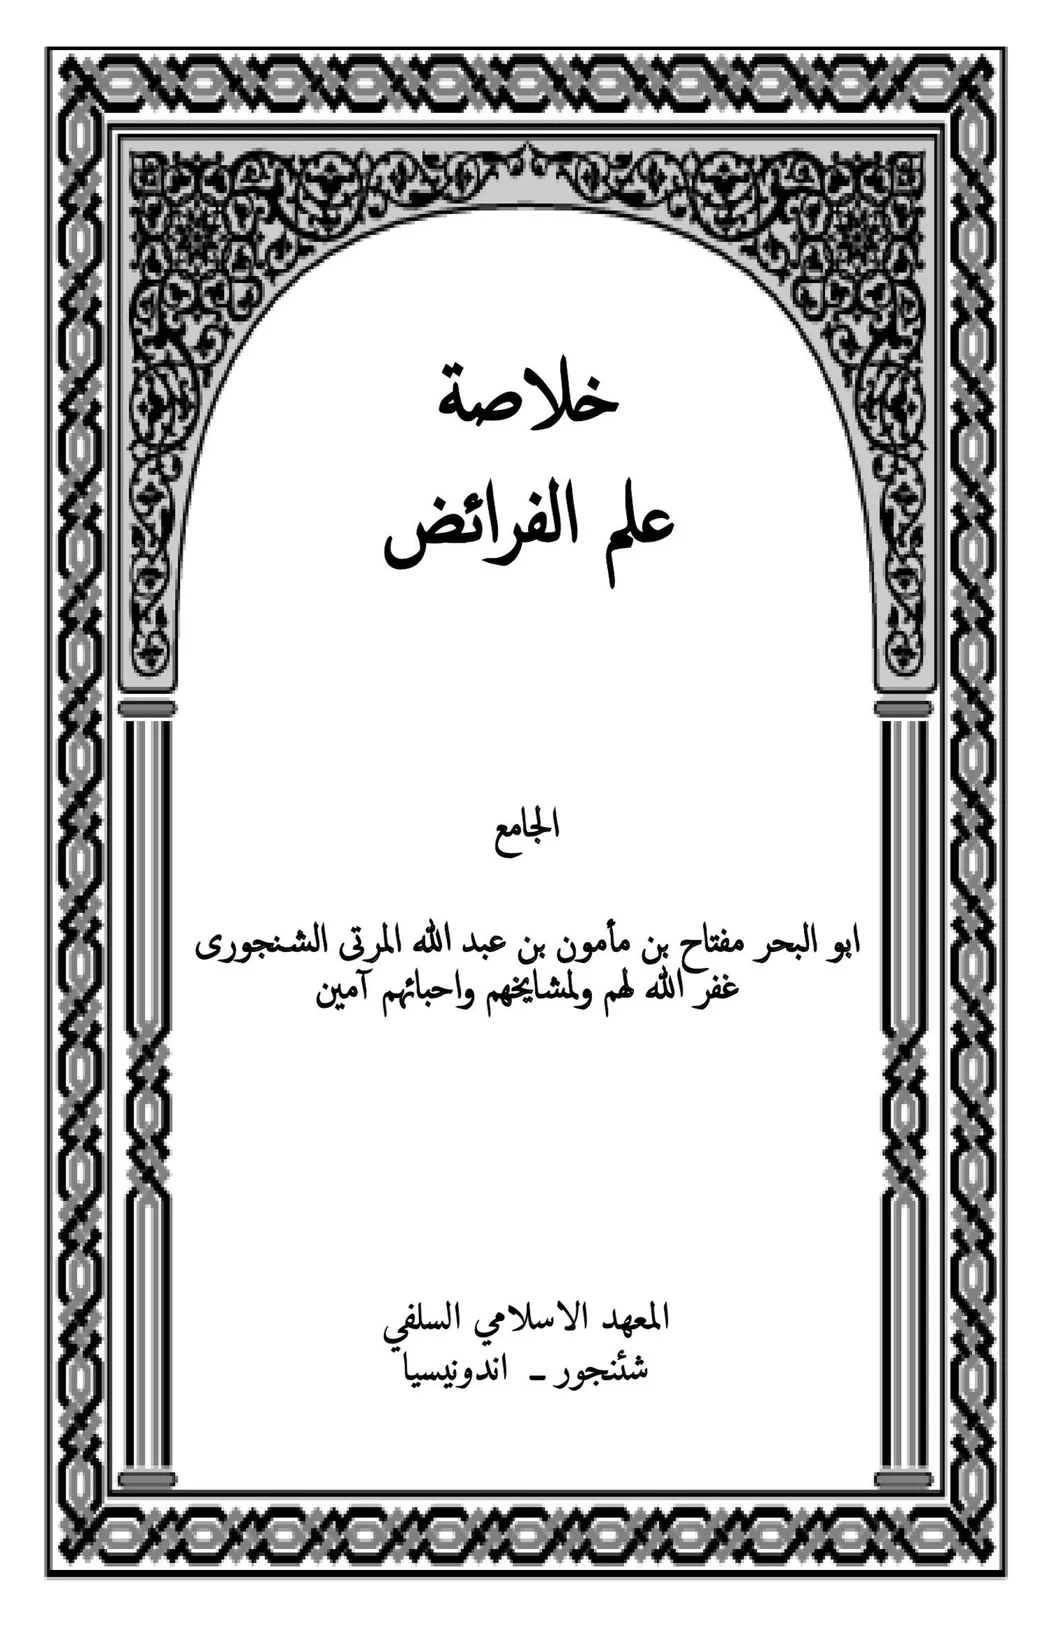 خلاصة
علم الفرائض
الجامع
ابو البحر مفتاح بن مأمون بن عبد الله المرتى الشنجورى
غفر الله لهم ولمشايخهم واحبائهم آمين
المعهد الاسلامي السلفي
شئنجور - اندونيسيا